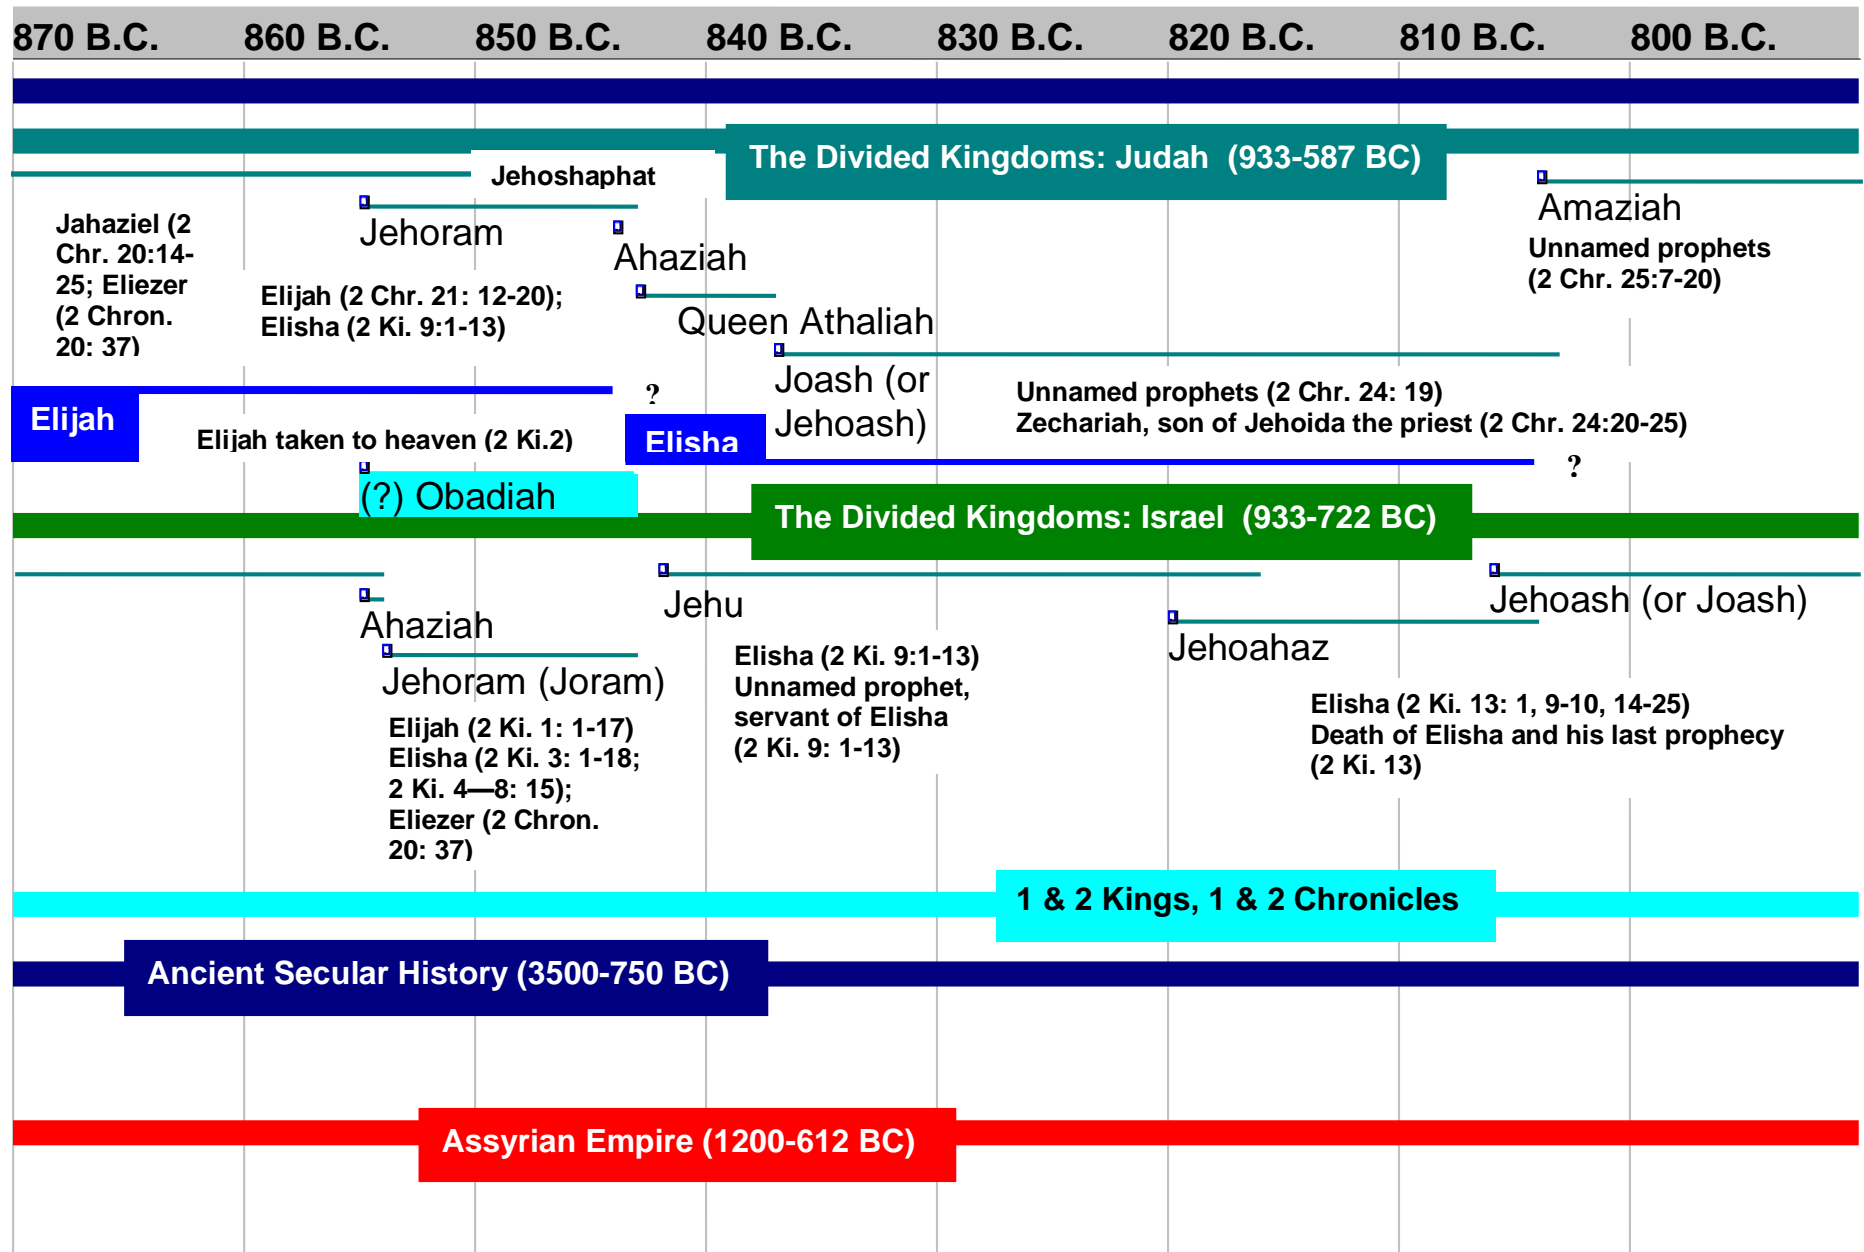 870 B.C. 860 B.C. 850 B.C. 840 B.C. 830 B.C. 820 B.C. 810 B.C. 800 B.C.
The Divided Kingdoms: Judah (933-587 BC)
Jehoshaphat
Jehoram
Ahaziah
Amaziah
Jahaziel (2
Chr. 20:14-
25; Eliezer
(2 Chron.
20: 37)
Elijah (2 Chr. 21: 12-20);
Elisha (2 Ki. 9:1-13)
Unnamed prophets
(2 Chr. 25:7-20)
Queen Athaliah
Joash (or
Jehoash)
Unnamed prophets (2 Chr. 24: 19)
Zechariah, son of Jehoida the priest (2 Chr. 24:20-25)
Elijah
?
Elijah taken to heaven (2 Ki.2)
Elisha
?
(?) Obadiah
The Divided Kingdoms: Israel (933-722 BC)
Ahaziah
Jehoram (Joram)
Jehu
Jehoahaz
Jehoash (or Joash)
Elijah (2 Ki. 1: 1-17)
Elisha (2 Ki. 3: 1-18;
2 Ki. 4—8: 15);
Eliezer (2 Chron.
20: 37)
Elisha (2 Ki. 9:1-13)
Unnamed prophet,
servant of Elisha
(2 Ki. 9: 1-13)
Elisha (2 Ki. 13: 1, 9-10, 14-25)
Death of Elisha and his last prophecy
(2 Ki. 13)
1 & 2 Kings, 1 & 2 Chronicles
Ancient Secular History (3500-750 BC)
Assyrian Empire (1200-612 BC)